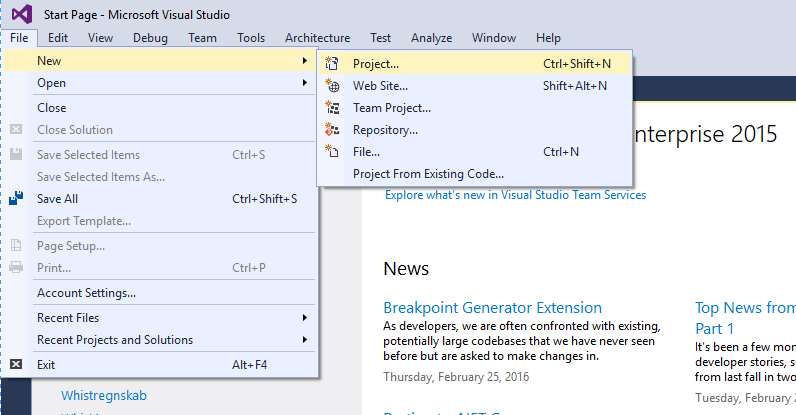 Start Page - Microsoft Visual Studio
File Edit View Debug Team Tools Architecture Test Analyze Window Help
New
Open
Close
Close Solution
Save Selected Items Ctrl+S
Save Selected Items As...
Save All Ctrl+Shift+S
Export Template...
Page Setup...
Print... Ctrl+P
Account Settings...
Recent Files
Recent Projects and Solutions
Exit Alt+F4
Project... Ctrl+Shift+N
Web Site... Shift+Alt+N
Team Project...
Repository...
File... Ctrl+N
Project From Existing Code...
nterprise 2015
Explore what's new in Visual Studio Team Services
News
Breakpoint Generator Extension
As developers, we are often confronted with existing,
potentially large codebases that we have never seen
before but are asked to make changes in.
Thursday, February 25, 2016
Top News from
Part 1
It's been a few mon
developer stories, s
from last fall in two
Tuesday, February
Whistregnskab